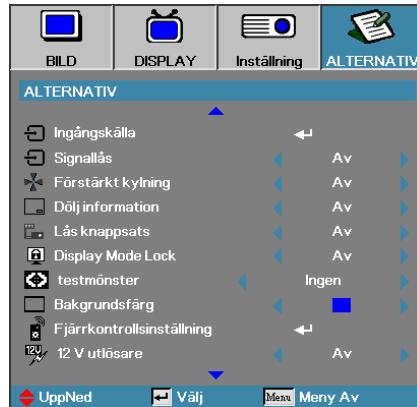 BILD DISPLAY Inställning ALTERNATIV
ALTERNATIV
Ingångskälla
Signallås Av
Förstärkt kylning Av
Dölj information Av
Lås knappsats Av
Display Mode Lock Av
testmönster Ingen
Bakgrundsfärg
Fjärrkontrollsinställning
12V 12 V utlösare Av
UppNed Välj Menu Meny Av